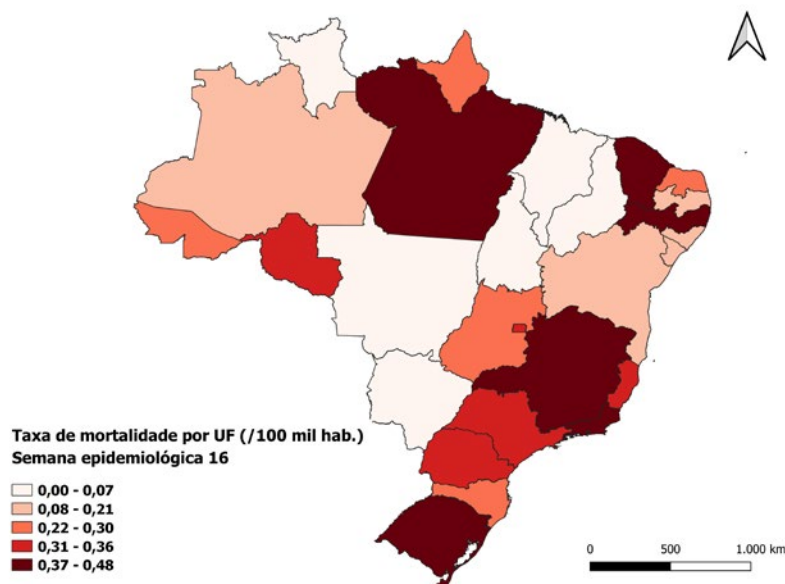 Taxa de mortalidade por UF (/100 mil hab.)
Semana epidemiológica 16
0,00 - 0,07
0,08 - 0,21
0,22 - 0,30
0,31 - 0,36
0,37 - 0,48
0 500 1.000 km